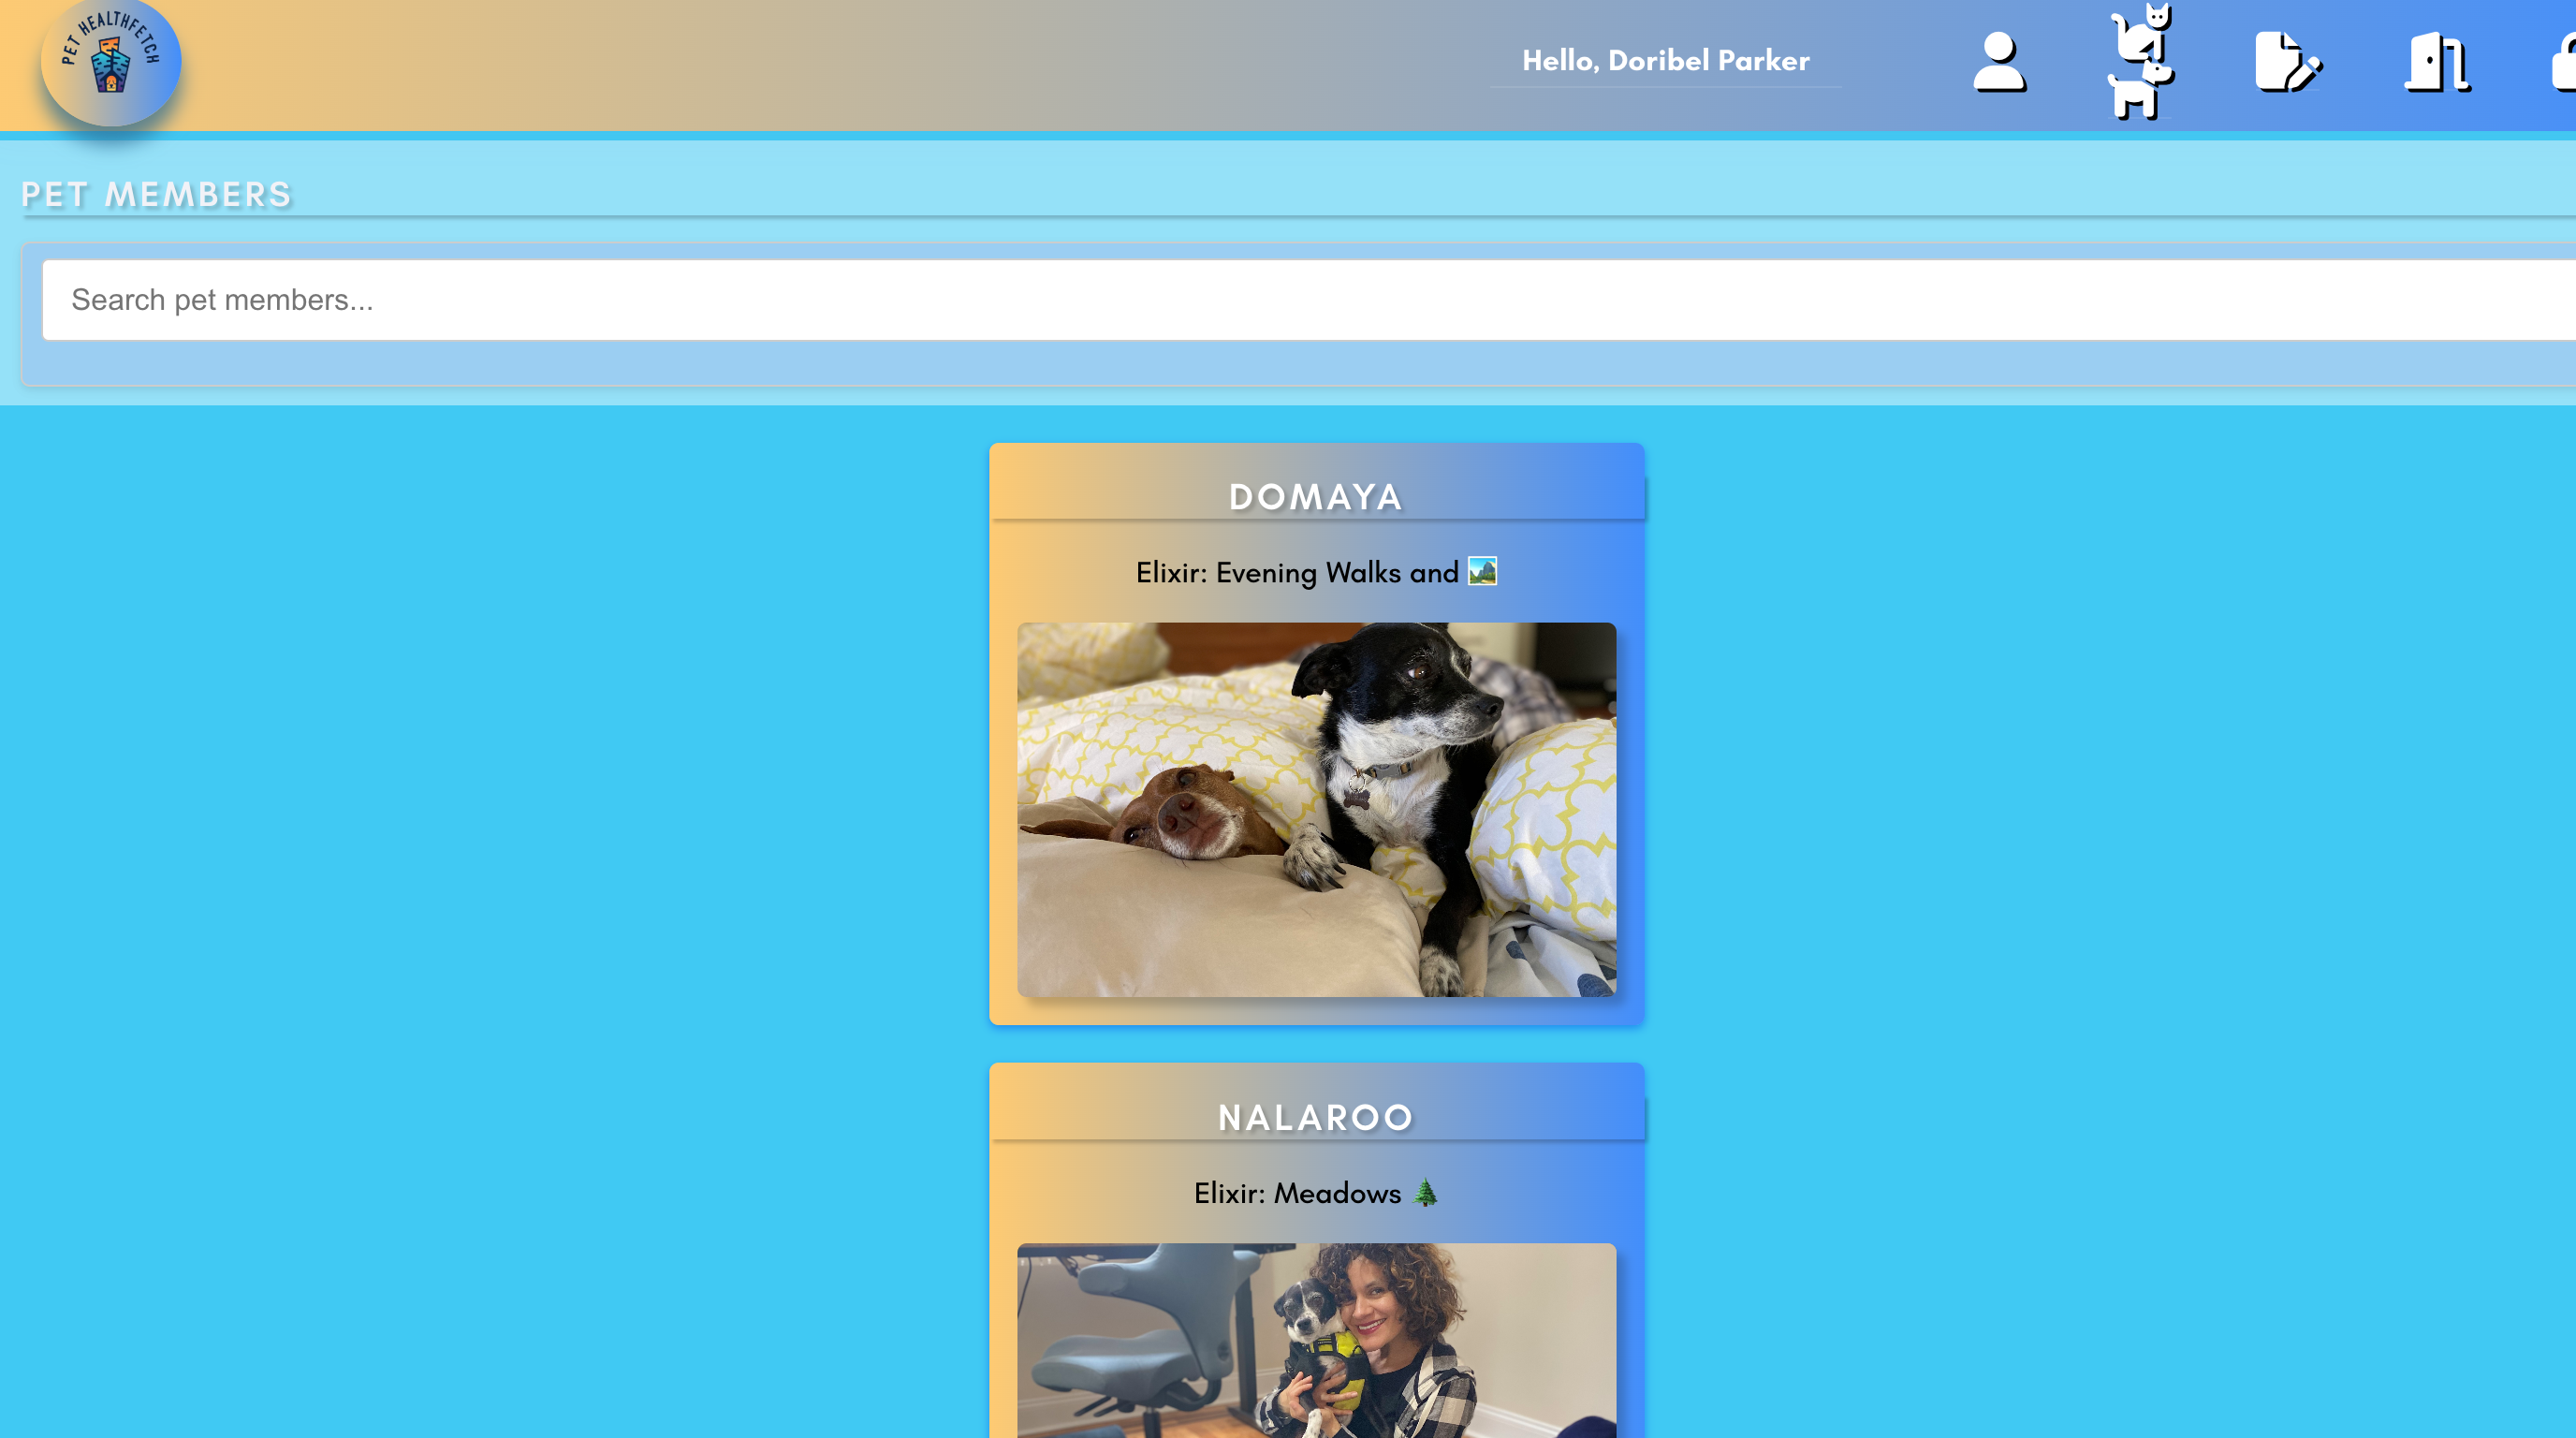 PET HEALTHFETCH
Hello, Doribel Parker
PET MEMBERS
Search pet members...
DOMAYA
Elixir: Evening Walks and 🏞️
NALAROO
Elixir: Meadows 🌲